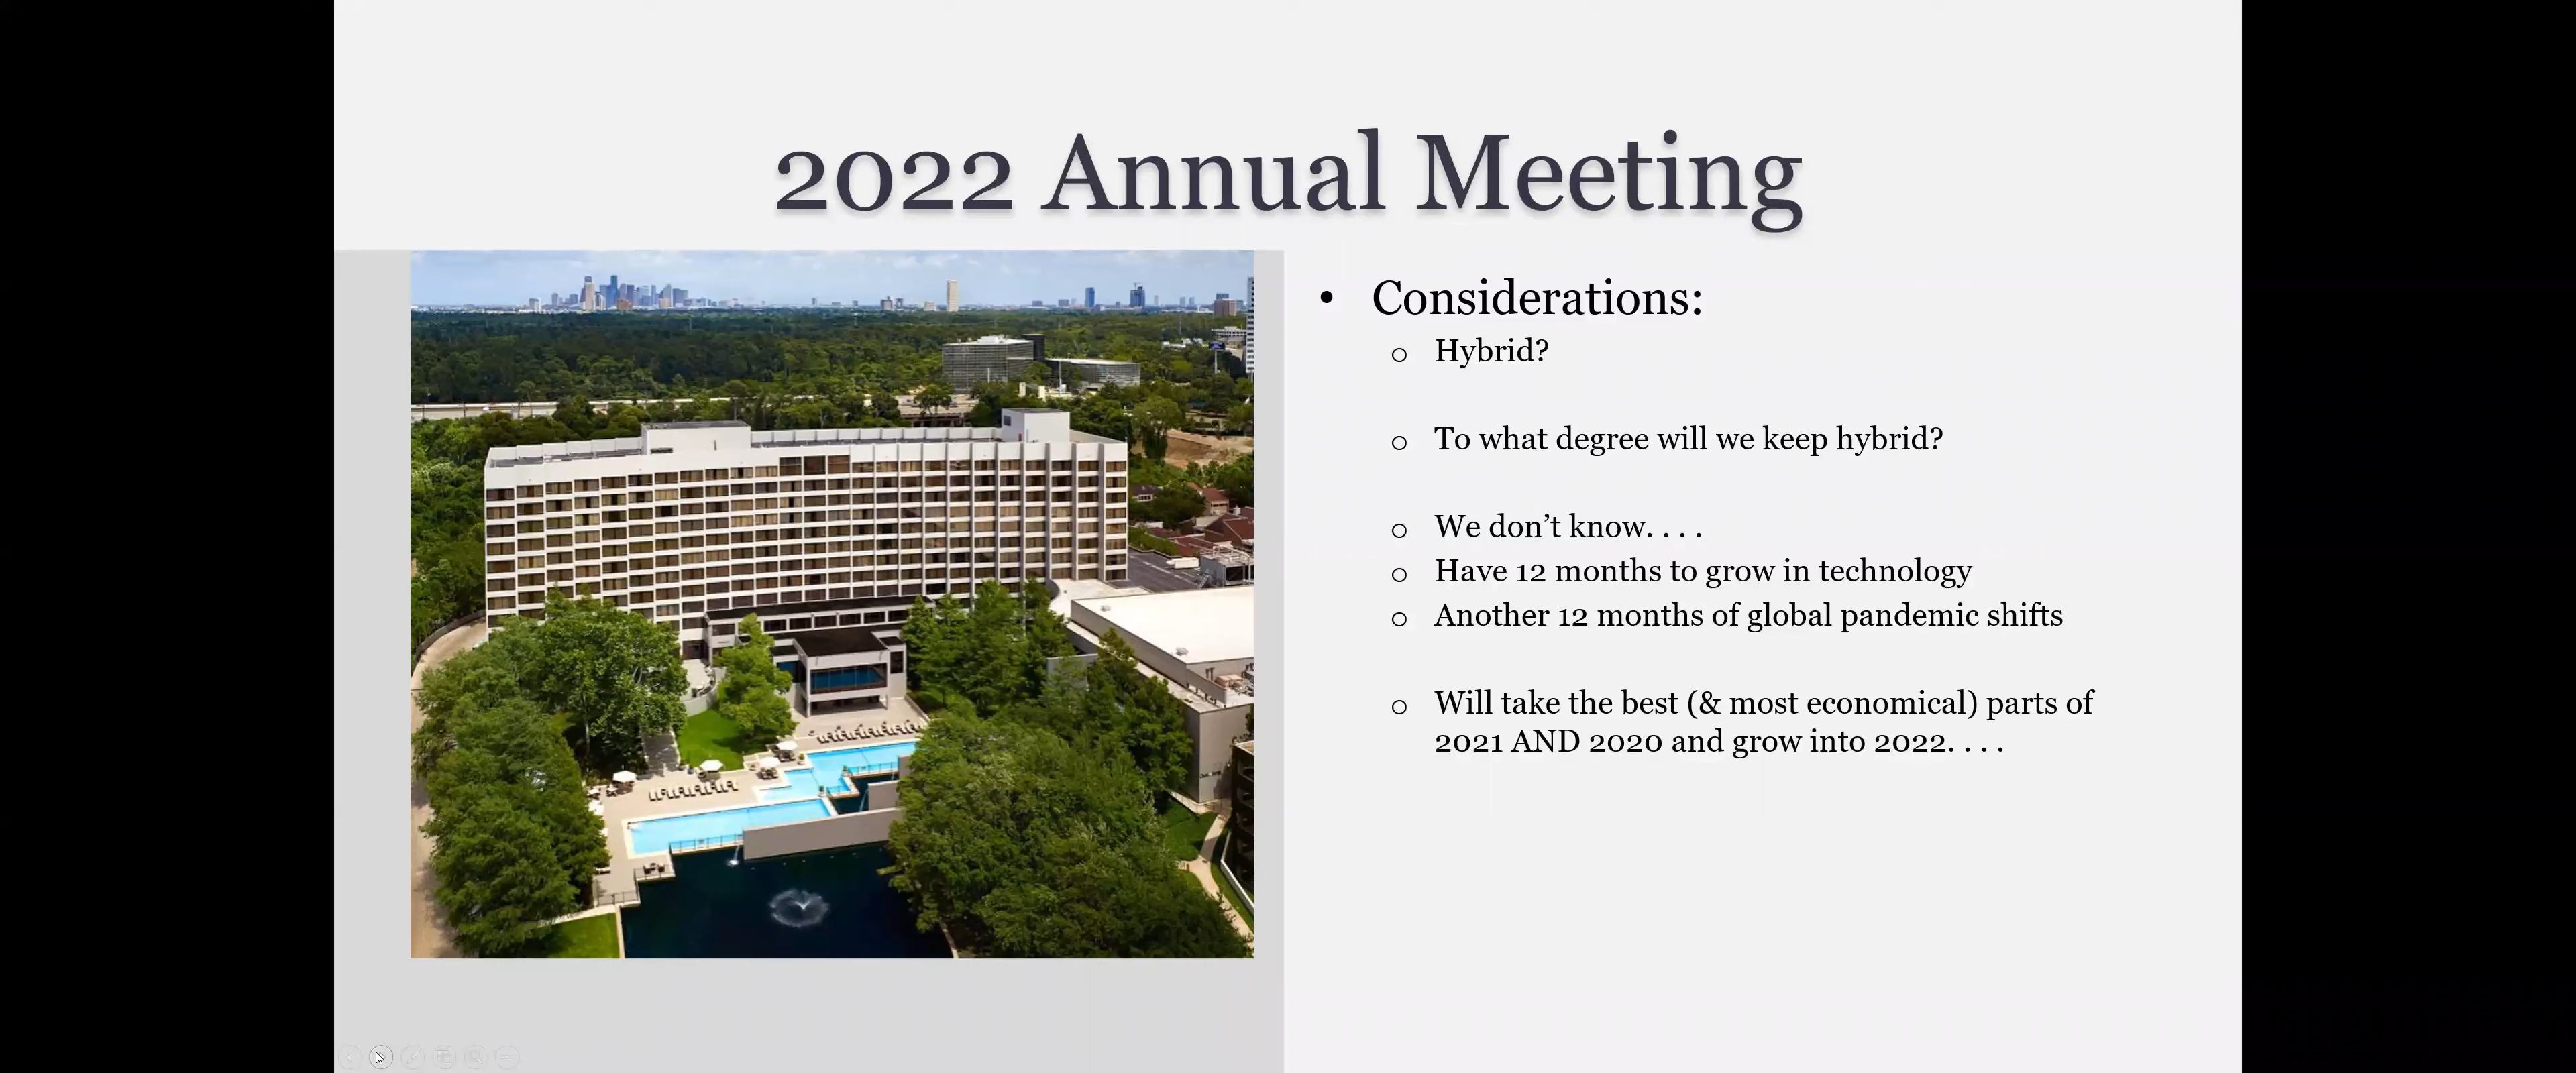 2022 Annual Meeting
• Considerations:
o Hybrid?
o To what degree will we keep hybrid?
o We don’t know. . . .
o Have 12 months to grow in technology
o Another 12 months of global pandemic shifts
o Will take the best (& most economical) parts of
2021 AND 2020 and grow into 2022. . . .